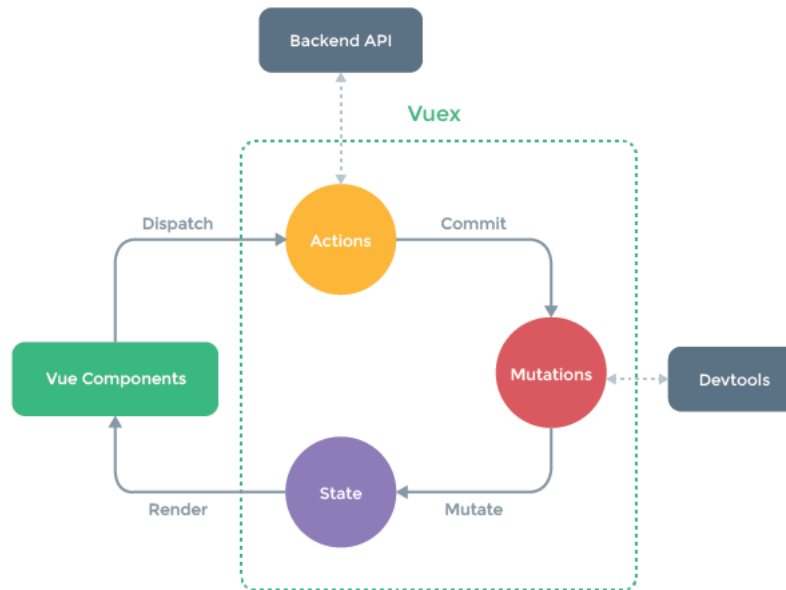 Backend API
Vuex
Dispatch
Commit
Actions
Vue Components
Mutations
Devtools
State
Render
Mutate